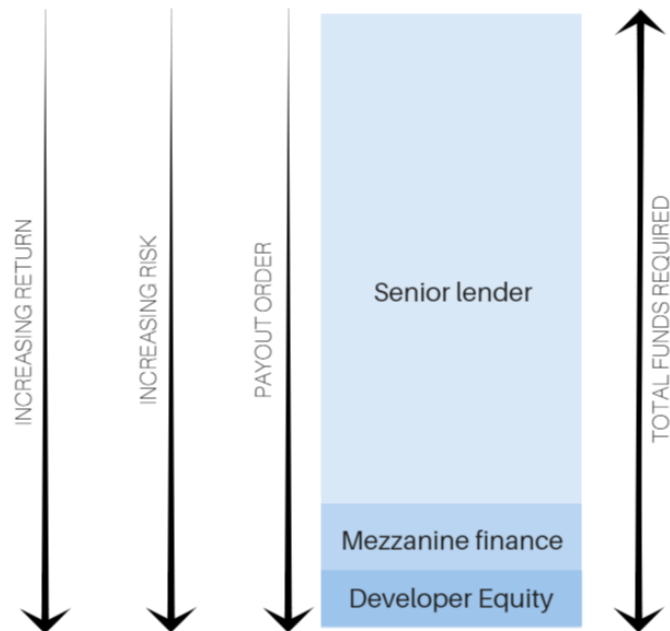 INCREASING RETURN
INCREASING RISK
PAYOUT ORDER
Senior lender
Mezzanine finance
Developer Equity
TOTAL FUNDS REQUIRED